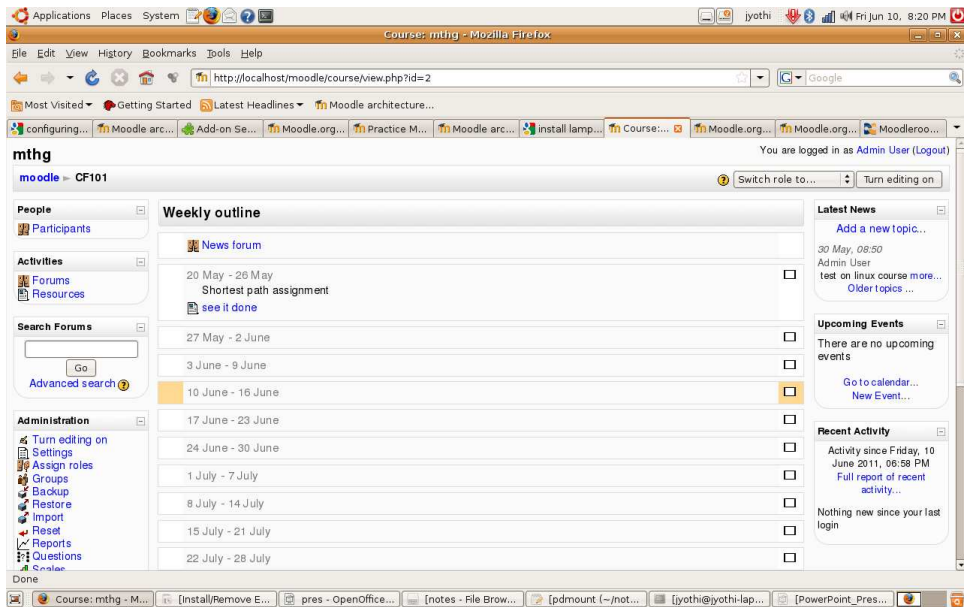 Applications Places System jyothi Fri Jun 10, 8:20 PM
Course: mthg - Mozilla Firefox
File Edit View History Bookmarks Tools Help
http://localhost/moodle/course/view.php?id=2 Google
Most Visited Getting Started Latest Headlines Moodle architecture...
configuring... Moodle arc... Add-on Se... Moodle.org... Practice M... Moodle arc... install lamp... Course:... Moodle.org... Moodle.org... Moodleroo...
mthg
You are logged in as Admin User (Logout)
moodle ► CF101
Switch role to... Turn editing on
People
Participants
Activities
Forums
Resources
Search Forums
Go
Advanced search
Administration
Turn editing on
Settings
Assign roles
Groups
Backup
Restore
Import
Reset
Reports
Questions
Scales
Weekly outline
News forum
20 May - 26 May
Shortest path assignment
see it done
27 May - 2 June
3 June - 9 June
10 June - 16 June
17 June - 23 June
24 June - 30 June
1 July - 7 July
8 July - 14 July
15 July - 21 July
22 July - 28 July
Latest News
Add a new topic...
30 May, 08:50
Admin User
test on linux course more...
Older topics ...
Upcoming Events
There are no upcoming
events
Go to calendar...
New Event...
Recent Activity
Activity since Friday, 10
June 2011, 06:58 PM
Full report of recent
activity...
Nothing new since your last
login
Done
Course: mthg - M... [Install/Remove E... pres - OpenOffice... [notes - File Brow... [pdmount (~/not... [jyothi@jyothi-lap... [PowerPoint_Pres...